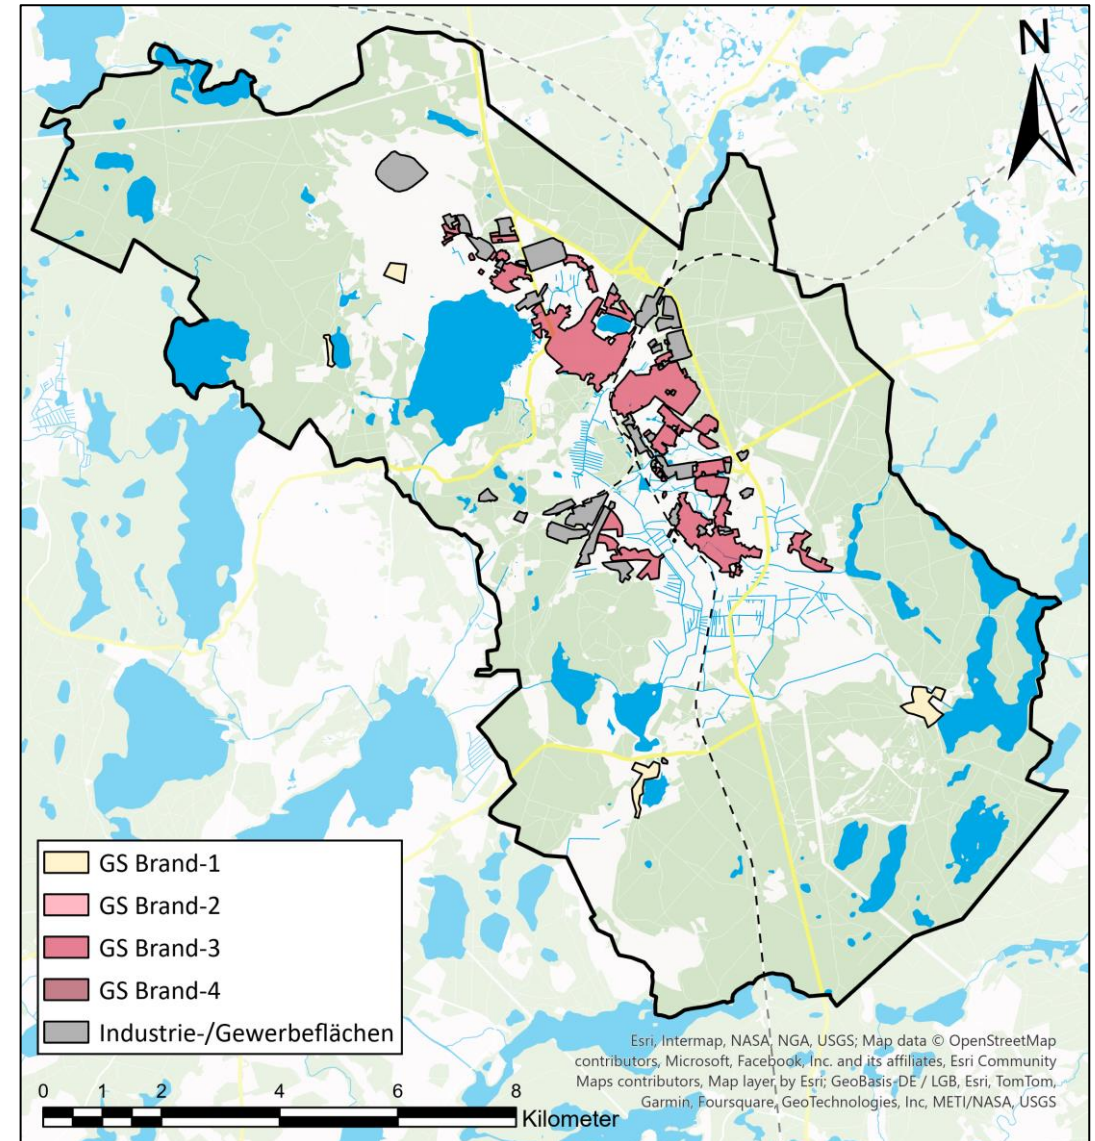 N
GS Brand-1
GS Brand-2
GS Brand-3
GS Brand-4
Industrie-/Gewerbeflächen
Esri, Intermap, NASA, NGA, USGS; Map data © OpenStreetMap
contributors, Microsoft, Facebook, Inc. and its affiliates, Esri Community
Maps contributors, Map layer by Esri; GeoBasis-DE / LGB, Esri, TomTom,
Garmin, Foursquare, GeoTechnologies, Inc, METI/NASA, USGS
0 1 2 4 6 8
Kilometer